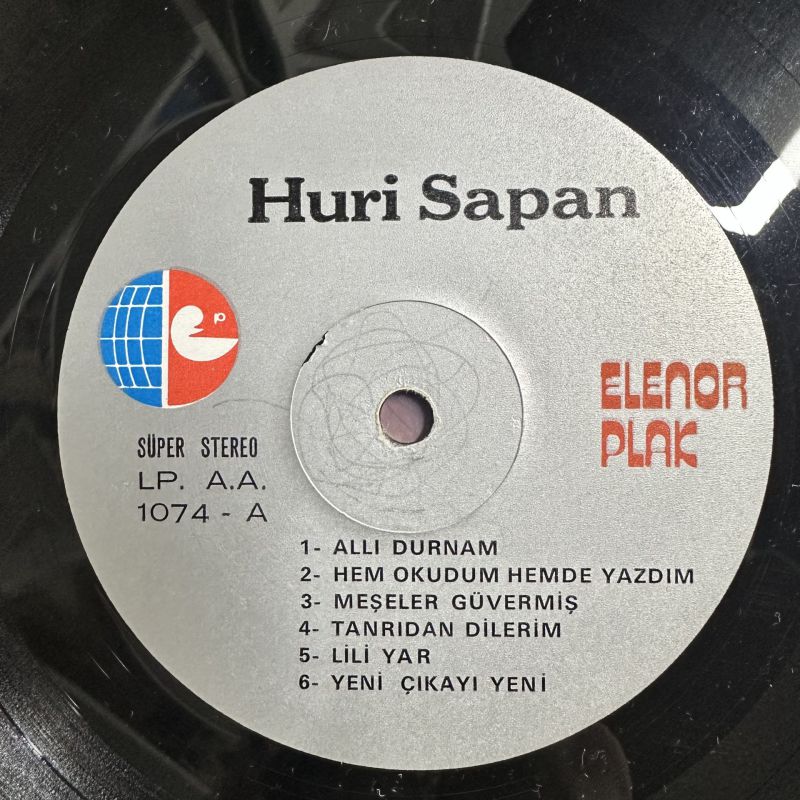 Huri Sapan
ep
ELENOR
PLAK
SÜPER STEREO
LP. A.A.
1074 - A
1- ALLI DURNAM
2- HEM OKUDUM HEMDE YAZDIM
3- MEŞELER GÜVERMİŞ
4- TANRIDAN DİLERİM
5- LİLİ YAR
6- YENİ ÇIKAYI YENİ